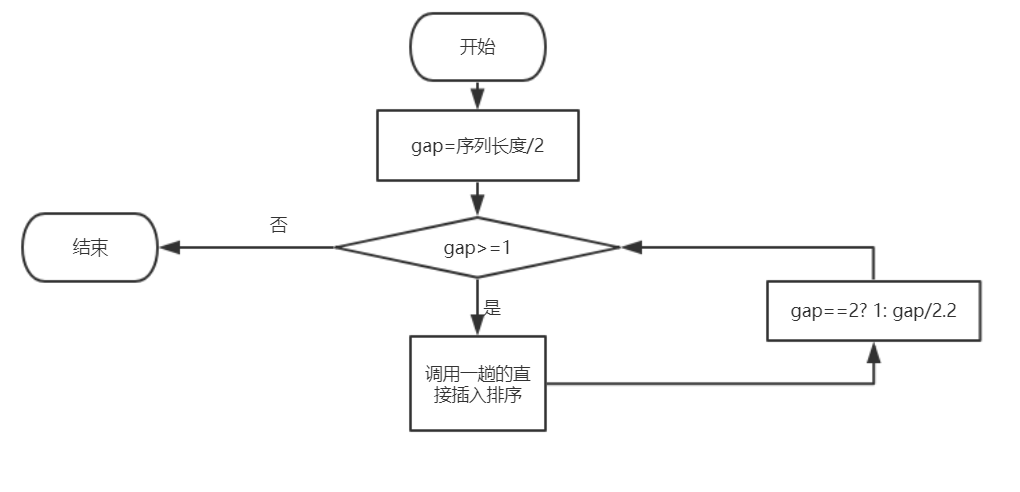 开始
gap=序列长度/2
否
结束
gap>=1
是
gap==2? 1: gap/2.2
调用一趟的直
接插入排序